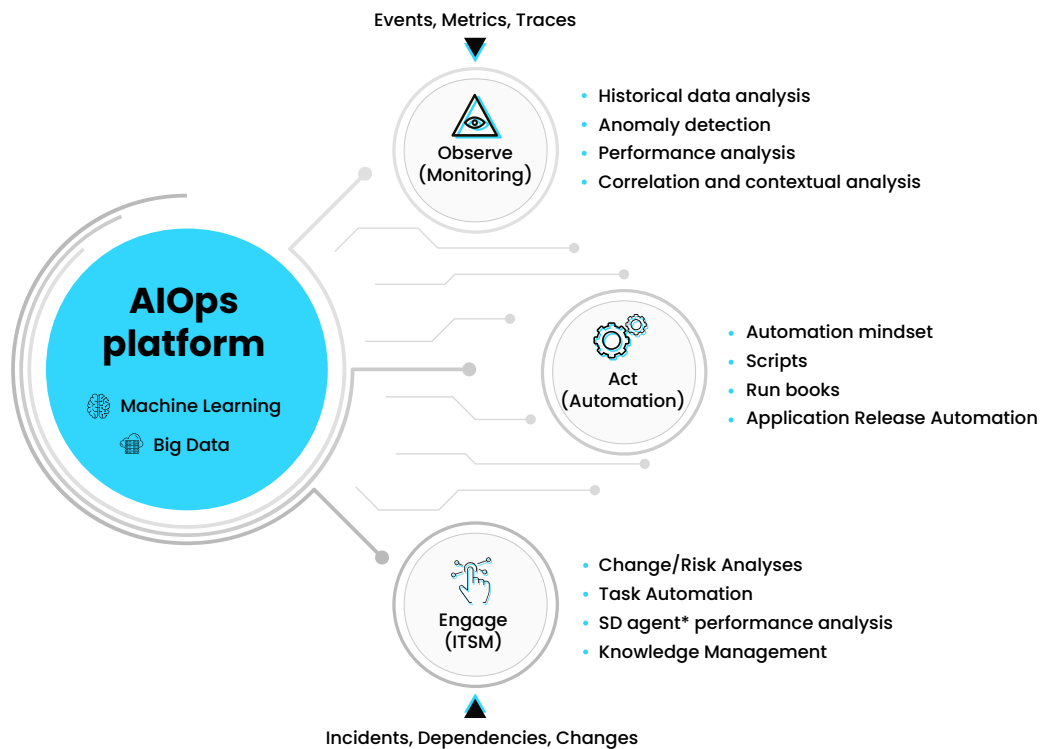 Events, Metrics, Traces
Observe
(Monitoring)
Historical data analysis
Anomaly detection
Performance analysis
Correlation and contextual analysis
AIOps
platform
Machine Learning
Big Data
Act
(Automation)
Automation mindset
Scripts
Run books
Application Release Automation
Engage
(ITSM)
Change/Risk Analyses
Task Automation
SD agent* performance analysis
Knowledge Management
Incidents, Dependencies, Changes